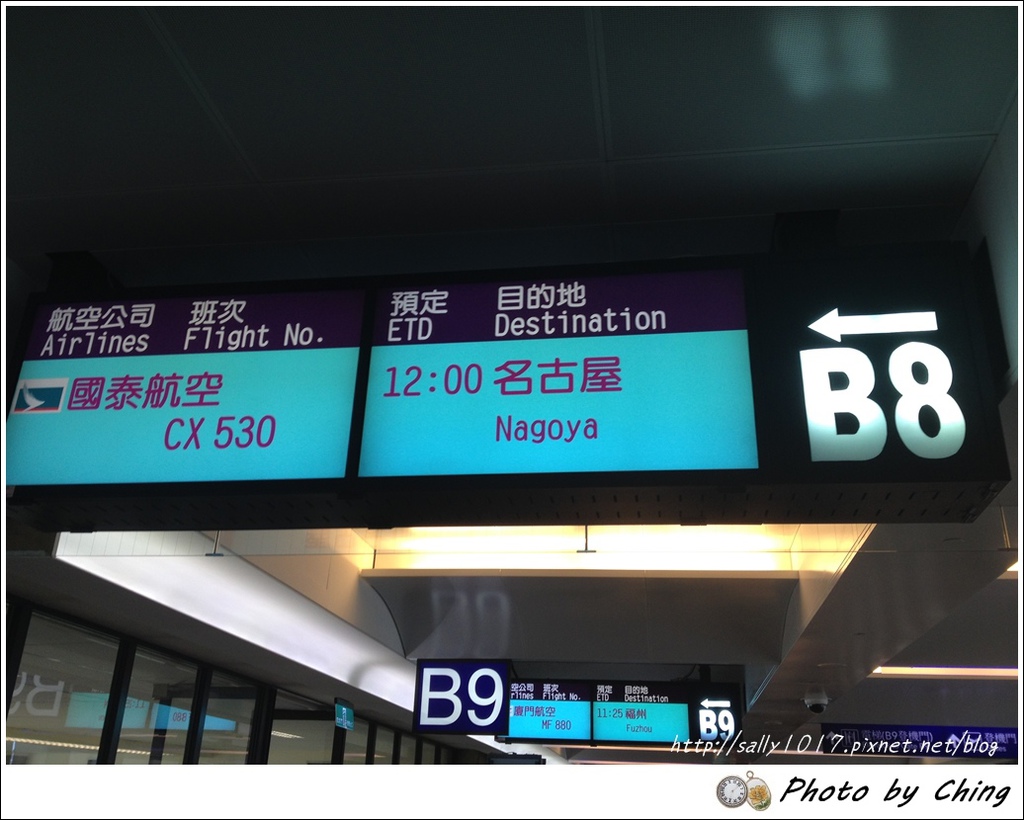 航空公司 班次
Airlines Flight No.
國泰航空
CX 530
預定 目的地
ETD Destination
12:00 名古屋
Nagoya
B8
B9
空公司 班次
rlines Flight No.
廈門航空
MF 880
預定 目的地
ETD Destination
11:25 福州
Fuzhou
B9
http://sally1017.pixnet.net/blog
Photo by Ching